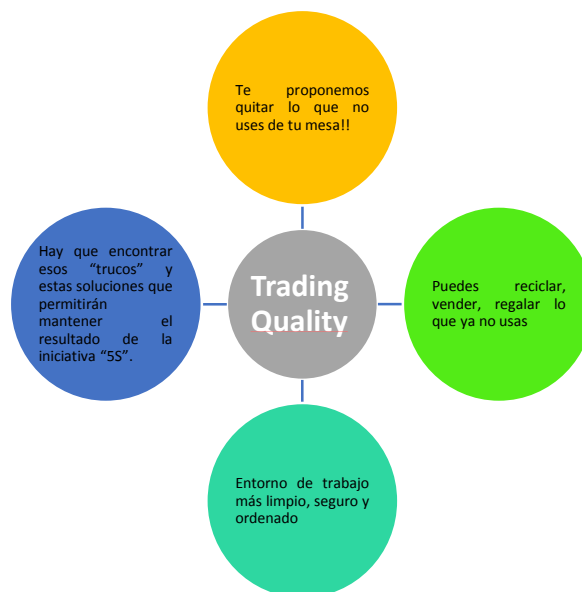 Te proponemos
quitar lo que no
uses de tu mesa!!
Hay que encontrar
esos “trucos” y
estas soluciones que
permitirán
mantener el
resultado de la
iniciativa “5S”.
Trading
Quality
Puedes reciclar,
vender, regalar lo
que ya no usas
Entorno de trabajo
más limpio, seguro y
ordenado